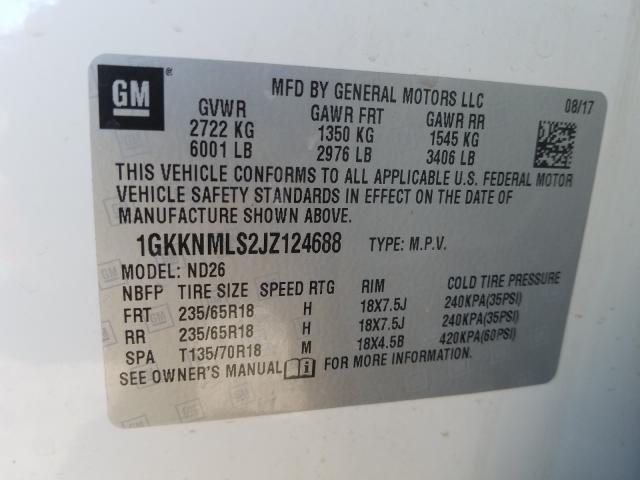 GM ®
MFD BY GENERAL MOTORS LLC 08/17
GVWR GAWR FRT GAWR RR
2722 KG 1350 KG 1545 KG
6001 LB 2976 LB 3406 LB
THIS VEHICLE CONFORMS TO ALL APPLICABLE U.S. FEDERAL MOTOR
VEHICLE SAFETY STANDARDS IN EFFECT ON THE DATE OF
MANUFACTURE SHOWN ABOVE.
1GKKNMLS2JZ124688 TYPE: M.P.V.
MODEL: ND26
NBFP TIRE SIZE SPEED RTG RIM COLD TIRE PRESSURE
FRT 235/65R18 H 18X7.5J 240KPA(35PSI)
RR 235/65R18 H 18X7.5J 240KPA(35PSI)
SPA T135/70R18 M 18X4.5B 420KPA(60PSI)
SEE OWNER'S MANUAL i FOR MORE INFORMATION.